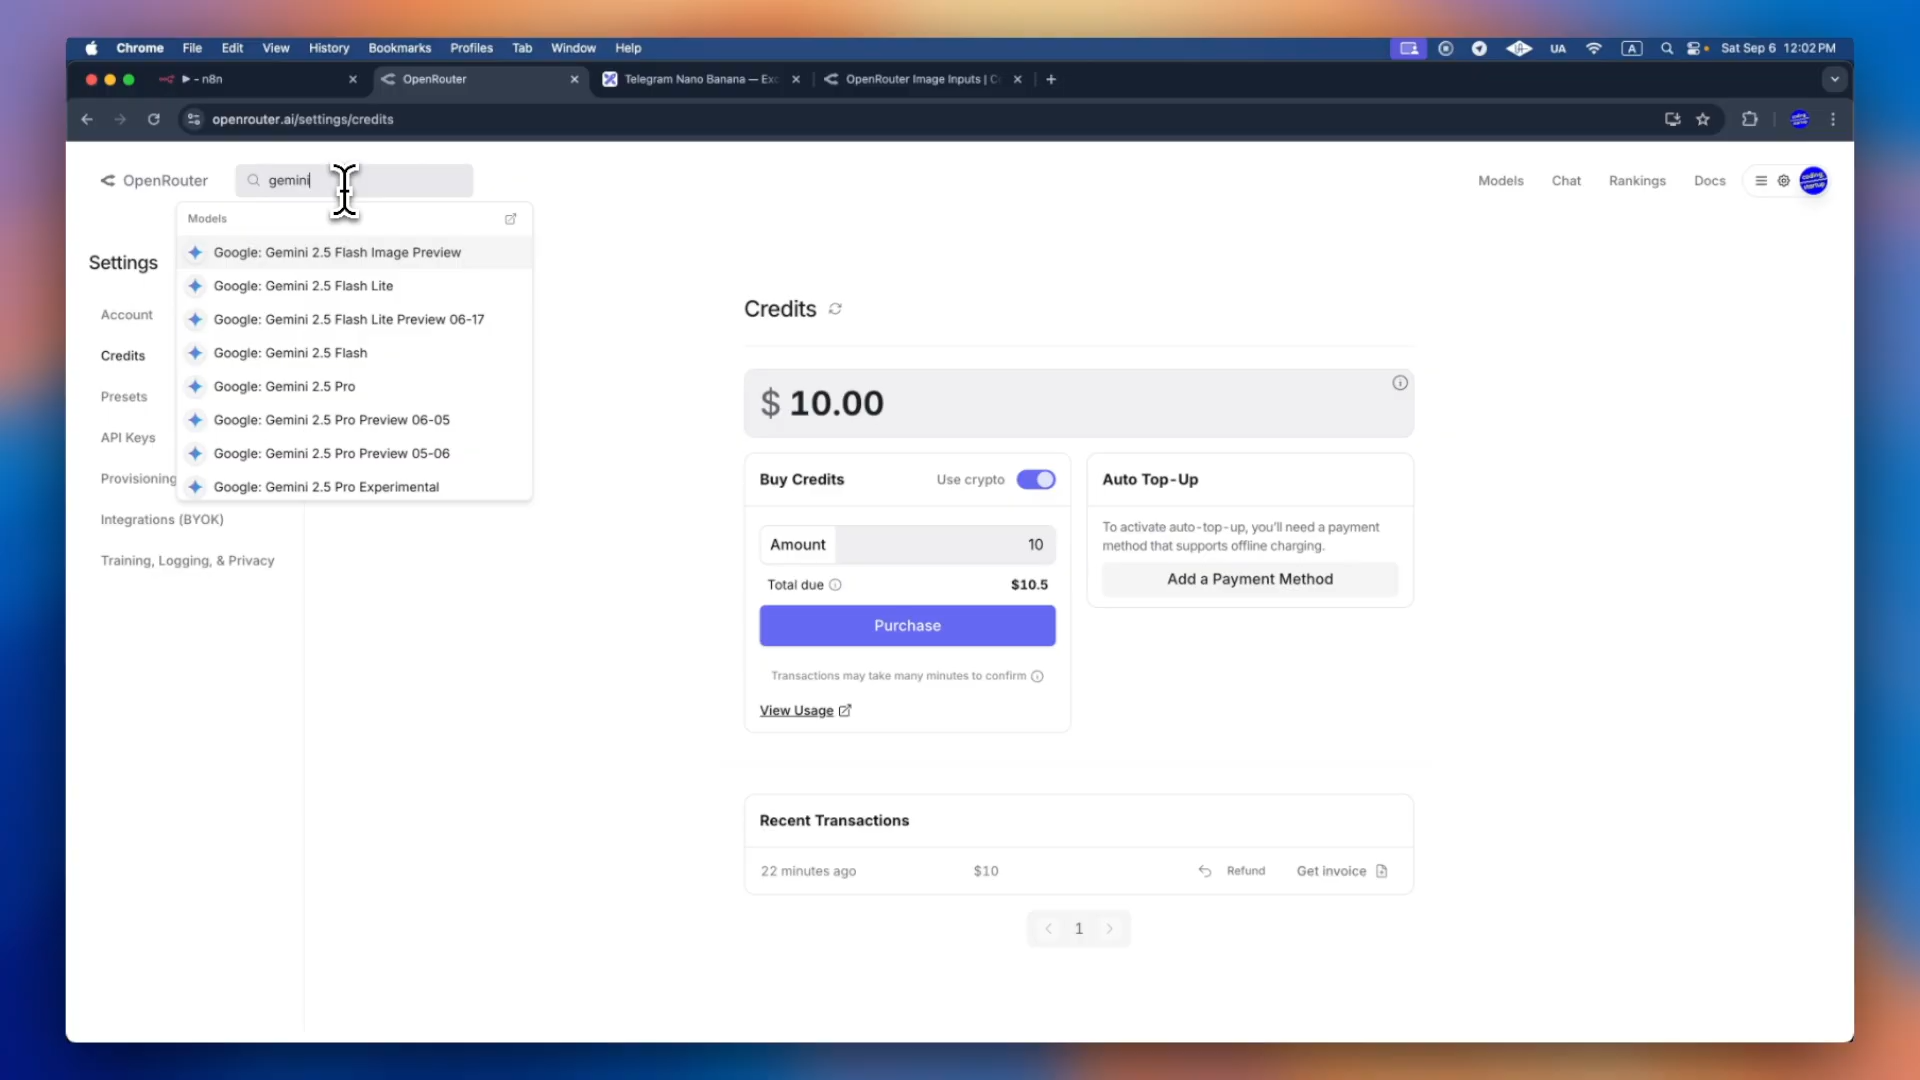 Chrome File Edit View History Bookmarks Profiles Tab Window Help
UA A Sat Sep 6 12:02 PM
- n8n
OpenRouter
Telegram Nano Banana — Exc
OpenRouter Image Inputs | C
openrouter.ai/settings/credits
OpenRouter
gemini
Models Chat Rankings Docs
Models
Google: Gemini 2.5 Flash Image Preview
Google: Gemini 2.5 Flash Lite
Google: Gemini 2.5 Flash Lite Preview 06-17
Google: Gemini 2.5 Flash
Google: Gemini 2.5 Pro
Google: Gemini 2.5 Pro Preview 06-05
Google: Gemini 2.5 Pro Preview 05-06
Google: Gemini 2.5 Pro Experimental
Settings
Account
Credits
Presets
API Keys
Provisioning
Integrations (BYOK)
Training, Logging, & Privacy
Credits
$ 10.00
Buy Credits
Use crypto
Amount 10
Total due $10.5
Purchase
Transactions may take many minutes to confirm
View Usage
Auto Top-Up
To activate auto-top-up, you'll need a payment
method that supports offline charging.
Add a Payment Method
Recent Transactions
22 minutes ago $10 Refund Get invoice
1